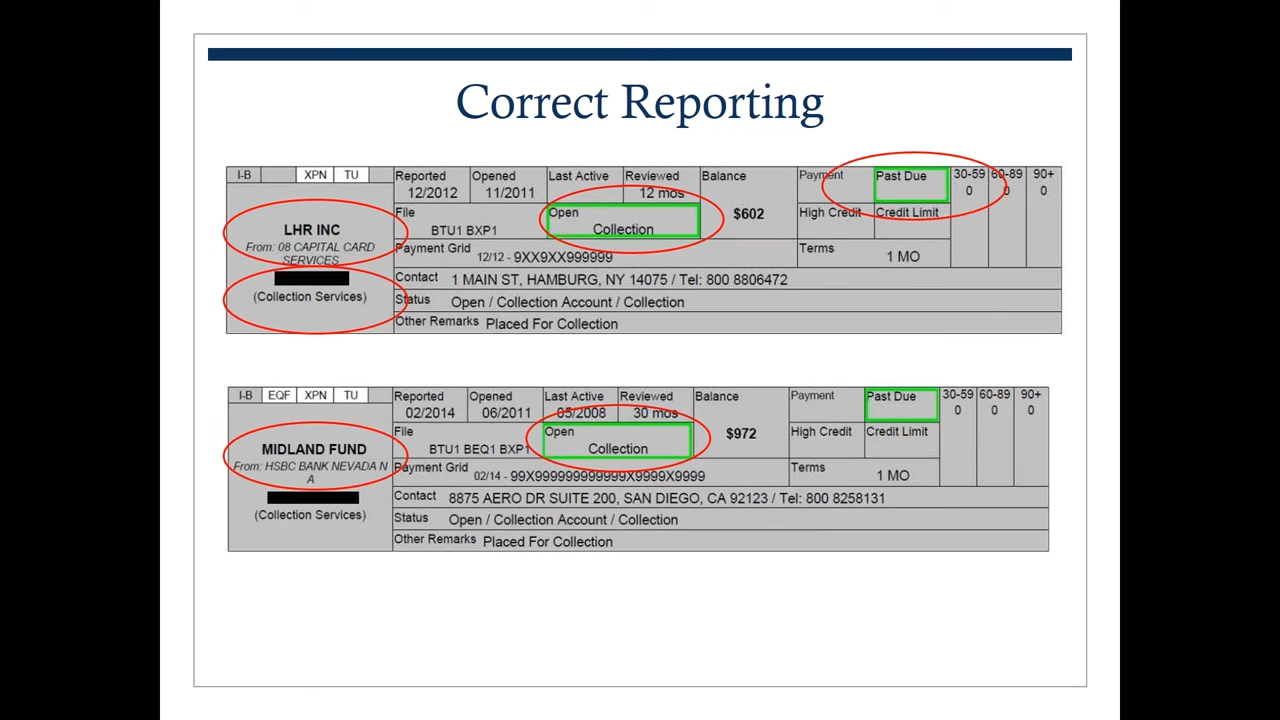 Correct Reporting
I-B XPN TU Reported Opened Last Active Reviewed Balance Payment Past Due 30-59 60-89 90+
12/2012 11/2011 12 mos 0 0 0
LHR INC File Open $602 High Credit Credit Limit
From: 08 CAPITAL CARD BTU1 BXP1 Collection
SERVICES Payment Grid 12/12 - 9XX9XX999999 Terms 1 MO
(Collection Services) Contact 1 MAIN ST, HAMBURG, NY 14075 / Tel: 800 8806472
Status Open / Collection Account / Collection
Other Remarks Placed For Collection
I-B EQF XPN TU Reported Opened Last Active Reviewed Balance Payment Past Due 30-59 60-89 90+
02/2014 06/2011 05/2008 30 mos 0 0 0
MIDLAND FUND File Open $972 High Credit Credit Limit
From: HSBC BANK NEVADA N BTU1 BEQ1 BXP1 Collection
A Payment Grid 02/14 - 99X9999999999999X9999X9999 Terms 1 MO
(Collection Services) Contact 8875 AERO DR SUITE 200, SAN DIEGO, CA 92123 / Tel: 800 8258131
Status Open / Collection Account / Collection
Other Remarks Placed For Collection